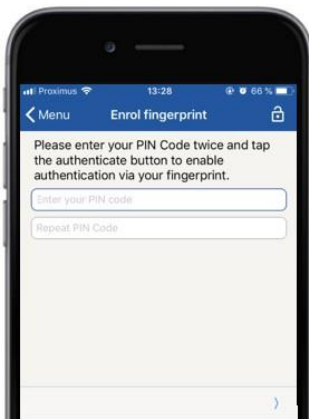 Proximus 13:28 66 %
Menu Enrol fingerprint
Please enter your PIN Code twice and tap
the authenticate button to enable
authentication via your fingerprint.
Enter your PIN code
Repeat PIN Code